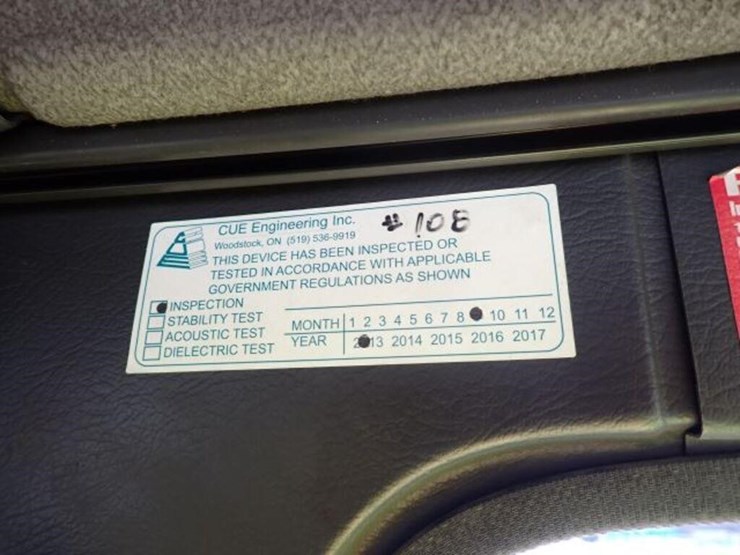 CUE Engineering Inc. # 108
Woodstock, ON (519) 536-9919
THIS DEVICE HAS BEEN INSPECTED OR
TESTED IN ACCORDANCE WITH APPLICABLE
GOVERNMENT REGULATIONS AS SHOWN
INSPECTION
STABILITY TEST
ACOUSTIC TEST
DIELECTRIC TEST
MONTH 1 2 3 4 5 6 7 8 10 11 12
YEAR 2013 2014 2015 2016 2017